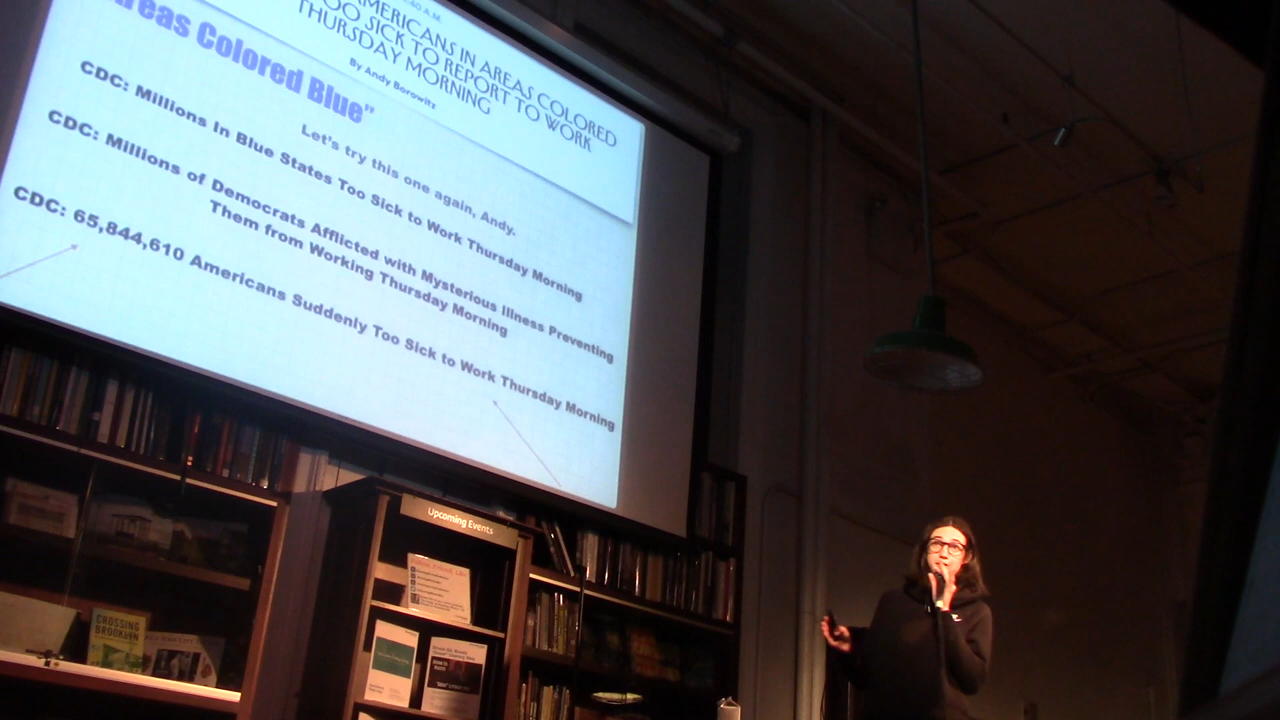 :40 A.M.
AMERICANS IN AREAS COLORED
TOO SICK TO REPORT TO WORK
THURSDAY MORNING
By Andy Borowitz
reas Colored Blue"
Let's try this one again, Andy.
CDC: Millions In Blue States Too Sick to Work Thursday Morning
CDC: Millions of Democrats Afflicted with Mysterious Illness Preventing
Them from Working Thursday Morning
CDC: 65,844,610 Americans Suddenly Too Sick to Work Thursday Morning
Upcoming Events
CROSSING
BROOKLYN